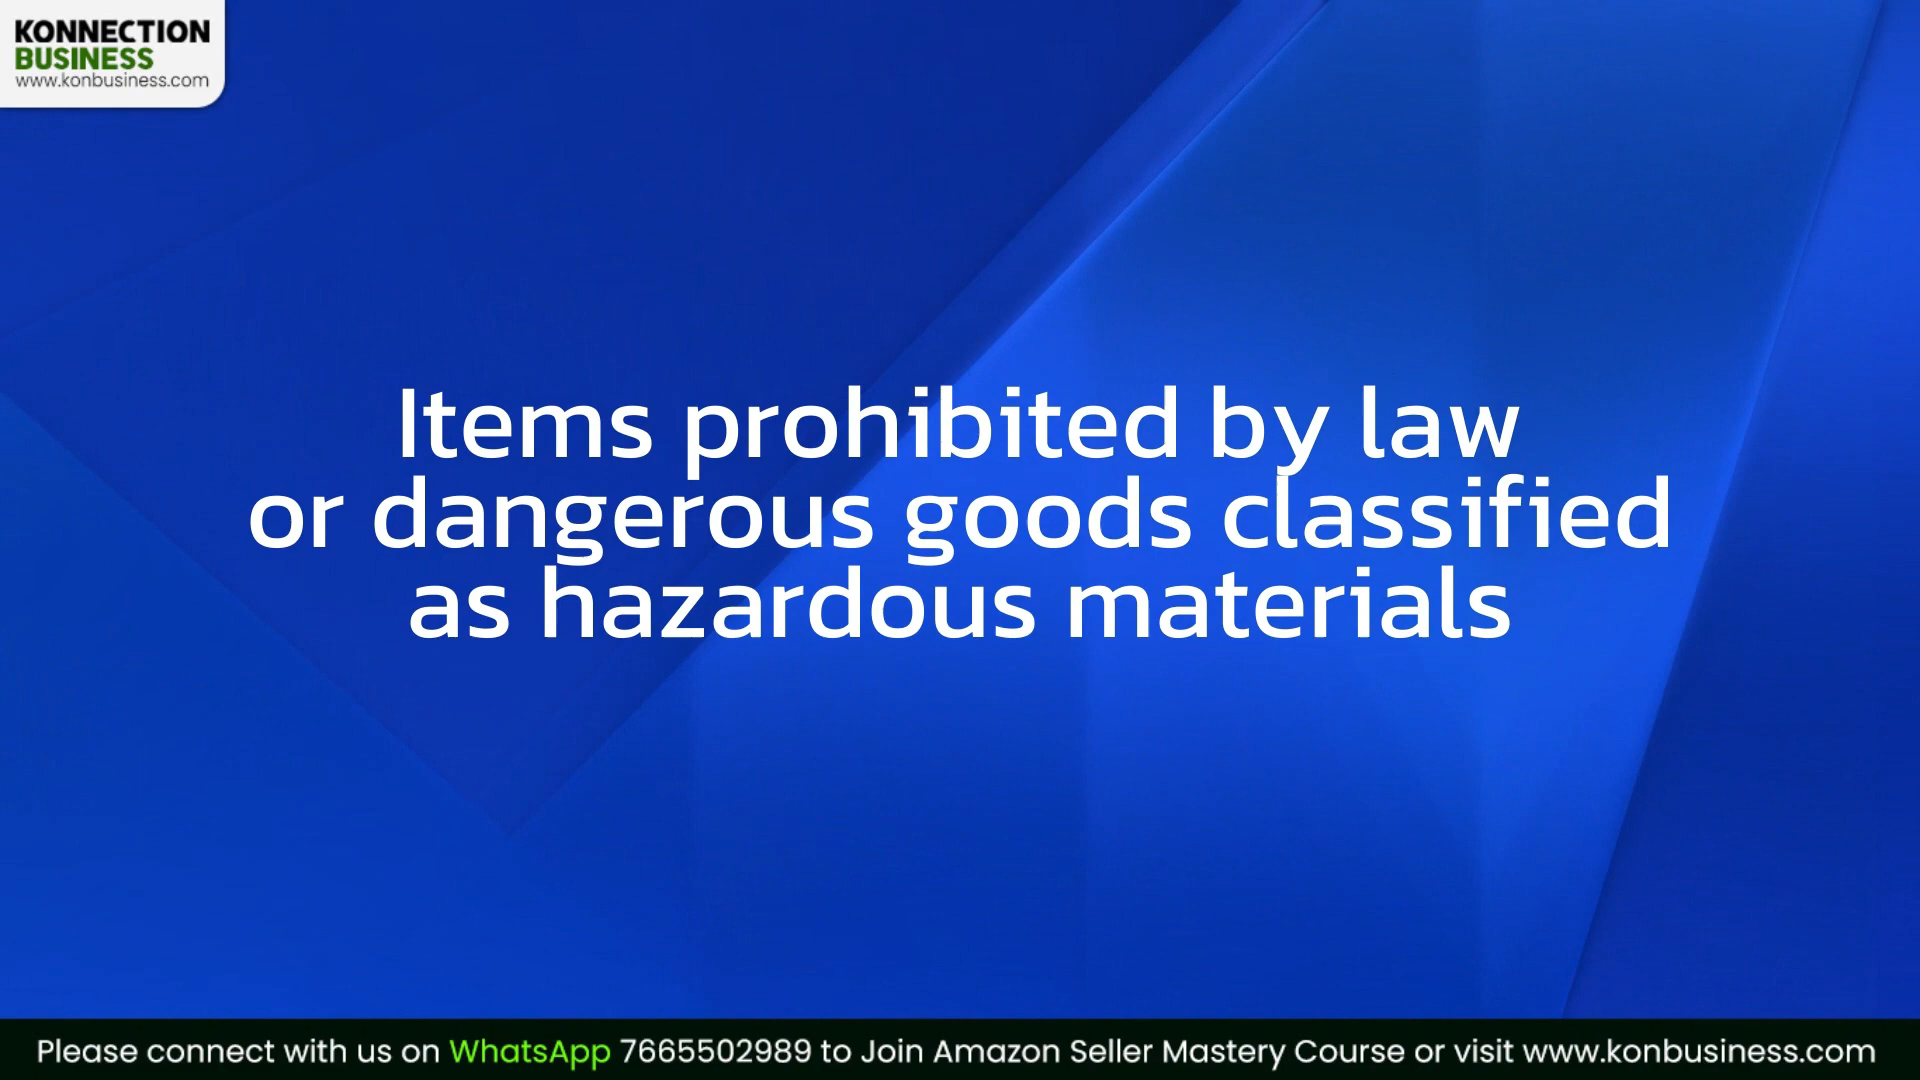 KONNECTION
BUSINESS
www.konbusiness.com
Items prohibited by law
or dangerous goods classified
as hazardous materials
Please connect with us on WhatsApp 7665502989 to Join Amazon Seller Mastery Course or visit www.konbusiness.com